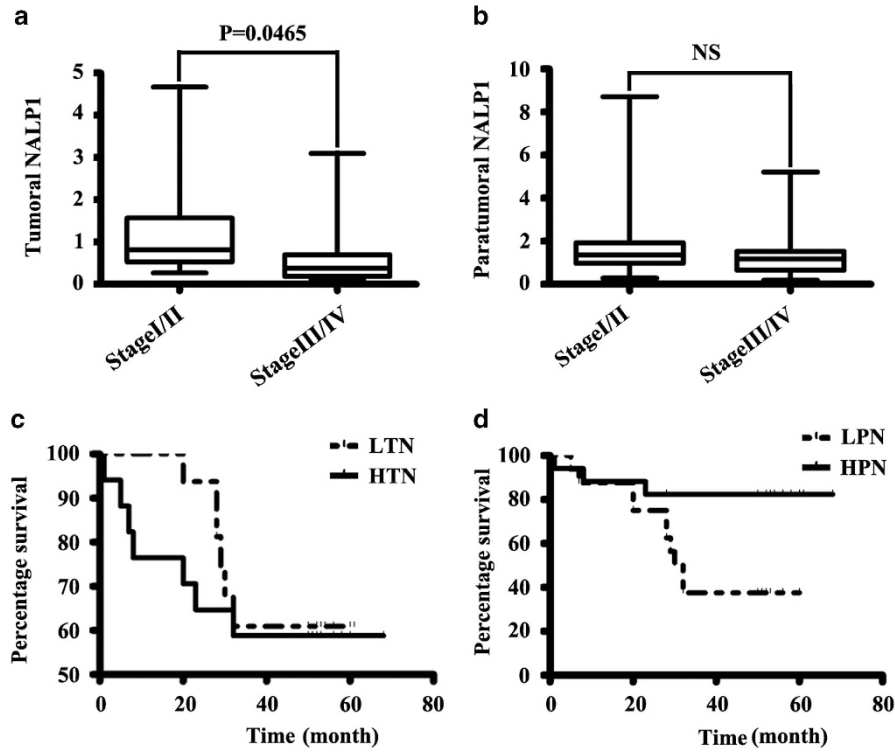 a
P=0.0465
Tumoral NALP1
5
4
3
2
1
0
StageI/II
StageIII/IV
b
NS
Paratumoral NALP1
10
8
6
4
2
0
StageI/II
StageIII/IV
c
LTN
HTN
Percentage survival
100
90
80
70
60
50
0
20
40
60
80
Time (month)
d
LPN
HPN
Percentage survival
100
80
60
40
20
0
0
20
40
60
80
Time (month)